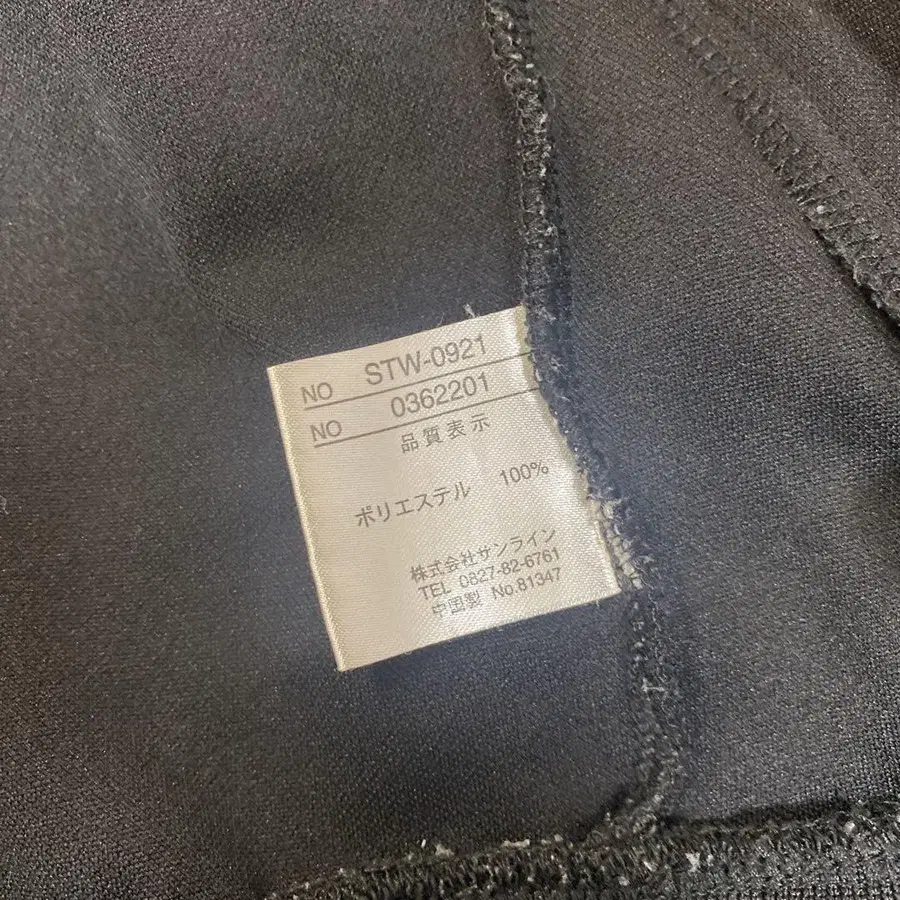 NO STW-0921
NO 0362201
品質表示
ポリエステル 100%
株式会社サンライン
TEL 0827-82-6761
中国製 No.81347